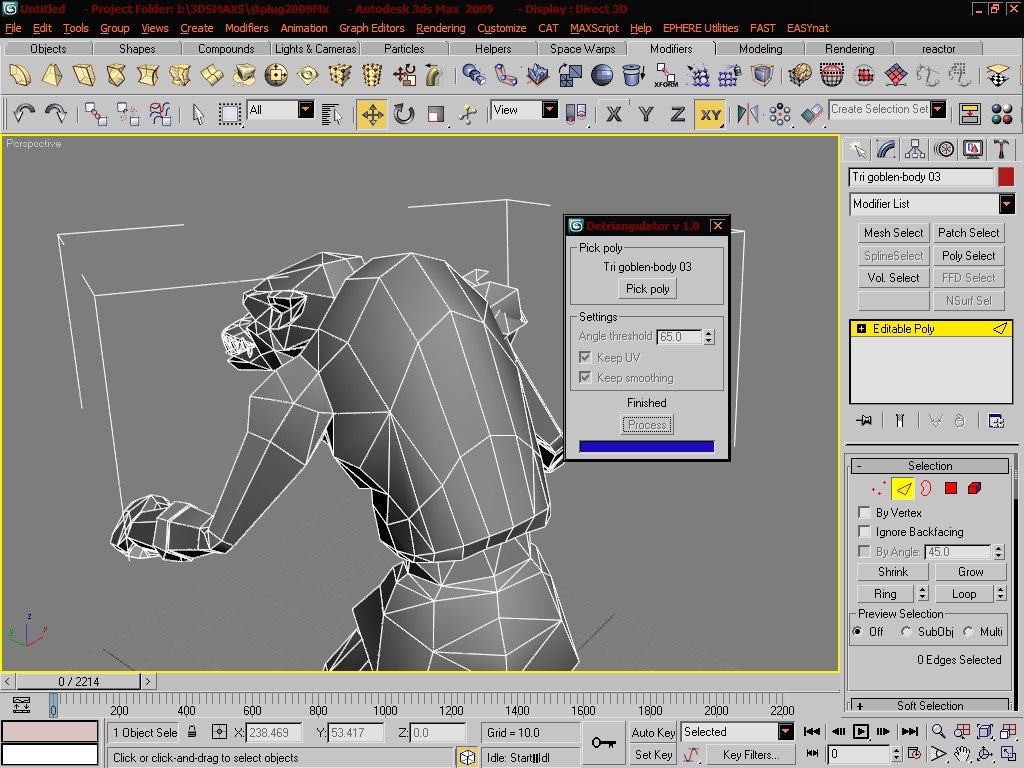 Untitled - Project Folder: I:\3DSMAX5\@plug2009Mx - Autodesk 3ds Max 2009 - Display : Direct 3D
File Edit Tools Group Views Create Modifiers Animation Graph Editors Rendering Customize CAT MAXScript Help EPHERE Utilities FAST EASYnat
Objects Shapes Compounds Lights & Cameras Particles Helpers Space Warps Modifiers Modeling Rendering reactor
XFORM
All View X Y Z XY Create Selection Set
Perspective
Tri goblen-body 03
Modifier List
Mesh Select Patch Select
SplineSelect Poly Select
Vol. Select FFD Select
NSurf Sel
Editable Poly
Detriangulator v 1.0
Pick poly
Tri goblen-body 03
Pick poly
Settings
Angle threshold 65.0
Keep UV
Keep smoothing
Finished
Process
- Selection
By Vertex
Ignore Backfacing
By Angle: 45.0
Shrink Grow
Ring Loop
Preview Selection
Off SubObj Multi
0 Edges Selected
+ Soft Selection
z
y x
< 0 / 2214 >
0 200 400 600 800 1000 1200 1400 1600 1800 2000 2200
1 Object Sele X: 238.469 Y: 53.417 Z: 0.0 Grid = 10.0 Auto Key Selected
Click or click-and-drag to select objects Set Key Key Filters... 0